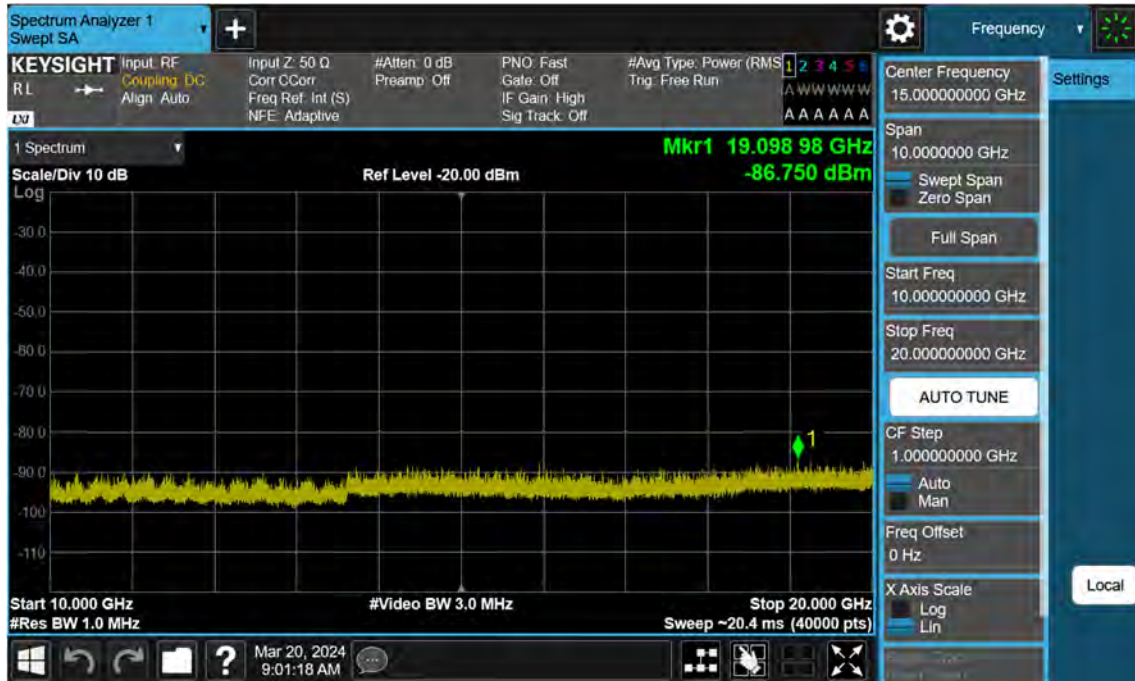 Spectrum Analyzer 1
Swept SA
+
Frequency
KEYSIGHT
R L
LXI
Input: RF
Coupling: DC
Align: Auto
Input Z: 50 Ω
Corr CCorr
Freq Ref: Int (S)
NFE: Adaptive
#Atten: 0 dB
Preamp: Off
PNO: Fast
Gate: Off
IF Gain: High
Sig Track: Off
#Avg Type: Power (RMS
Trig: Free Run
1 2 3 4 5 6
A W W W W W
A A A A A A
1 Spectrum
Scale/Div 10 dB
Ref Level -20.00 dBm
Mkr1 19.098 98 GHz
-86.750 dBm
Log
-30.0
-40.0
-50.0
-60.0
-70.0
-80.0
-90.0
-100
-110
1
Start 10.000 GHz
#Res BW 1.0 MHz
#Video BW 3.0 MHz
Stop 20.000 GHz
Sweep ~20.4 ms (40000 pts)
Center Frequency
15.000000000 GHz
Span
10.0000000 GHz
Swept Span
Zero Span
Full Span
Start Freq
10.000000000 GHz
Stop Freq
20.000000000 GHz
AUTO TUNE
CF Step
1.000000000 GHz
Auto
Man
Freq Offset
0 Hz
X Axis Scale
Log
Lin
Settings
Local
?
Mar 20, 2024
9:01:18 AM